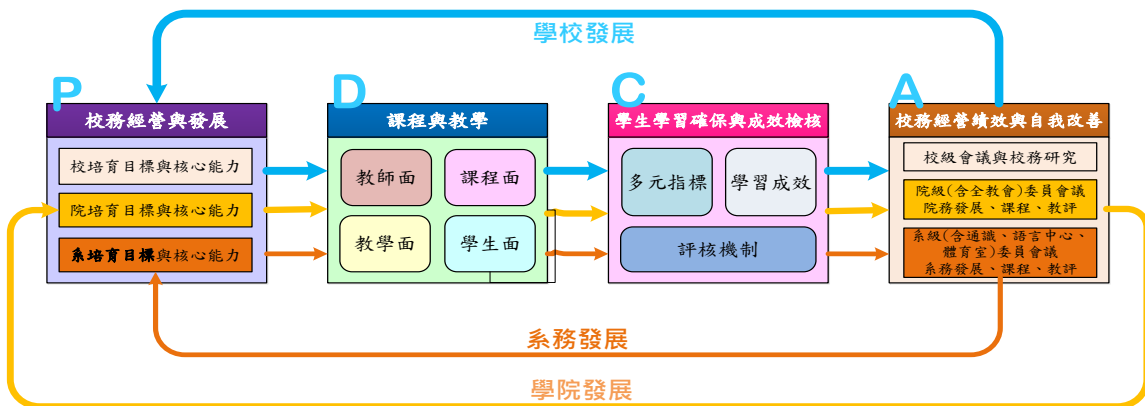 學校發展
P
校務經營與發展
校培育目標與核心能力
院培育目標與核心能力
系培育目標與核心能力
D
課程與教學
教師面
課程面
教學面
學生面
C
學生學習確保與成效檢核
多元指標
學習成效
評核機制
A
校務經營績效與自我改善
校級會議與校務研究
院級(含全教會)委員會議
院務發展、課程、教評
系級(含通識、語言中心、
體育室)委員會議
系務發展、課程、教評
系務發展
學院發展